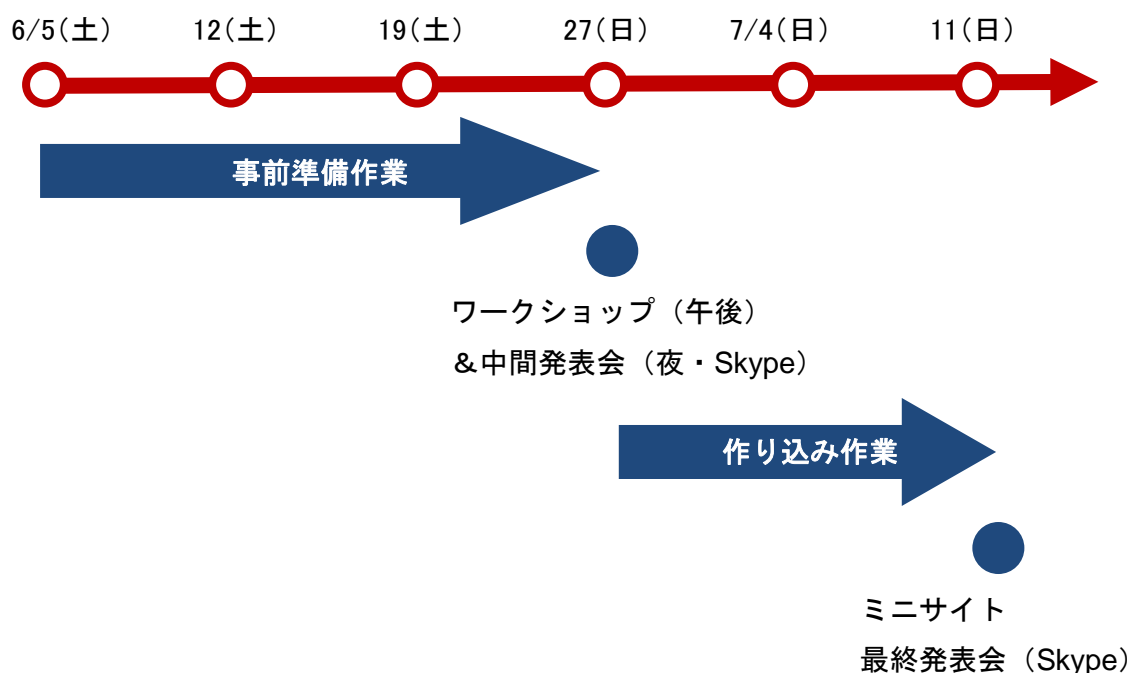 6/5(土) 12(土) 19(土) 27(日) 7/4(日) 11(日)
事前準備作業
ワークショップ（午後）
＆中間発表会（夜・Skype）
作り込み作業
ミニサイト
最終発表会（Skype）